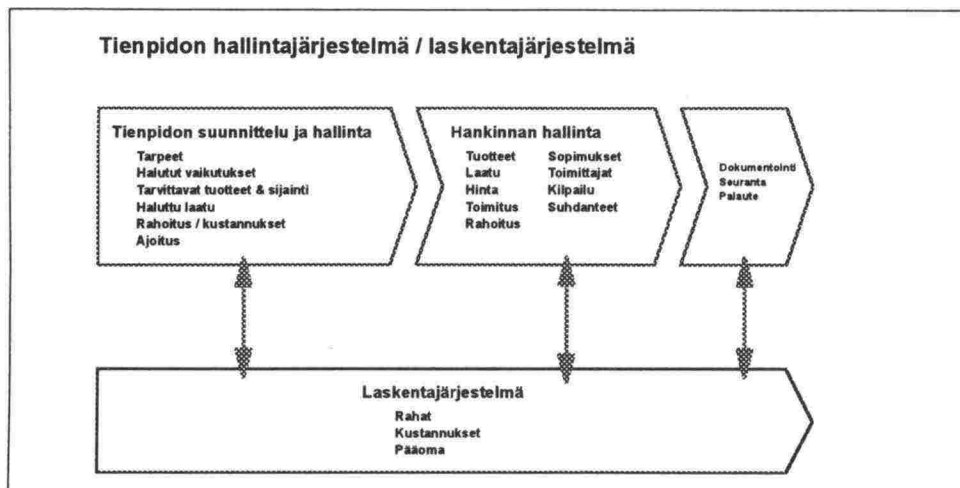 Tienpidon hallintajärjestelmä / laskentajärjestelmä
Tienpidon suunnittelu ja hallinta
Tarpeet
Halutut vaikutukset
Tarvittavat tuotteet & sijainti
Haluttu laatu
Rahoitus / kustannukset
Ajoitus
Hankinnan hallinta
Tuotteet
Laatu
Hinta
Toimitus
Rahoitus
Sopimukset
Toimittajat
Kilpailu
Suhdanteet
Dokumentointi
Seuranta
Palaute
Laskentajärjestelmä
Rahat
Kustannukset
Pääoma